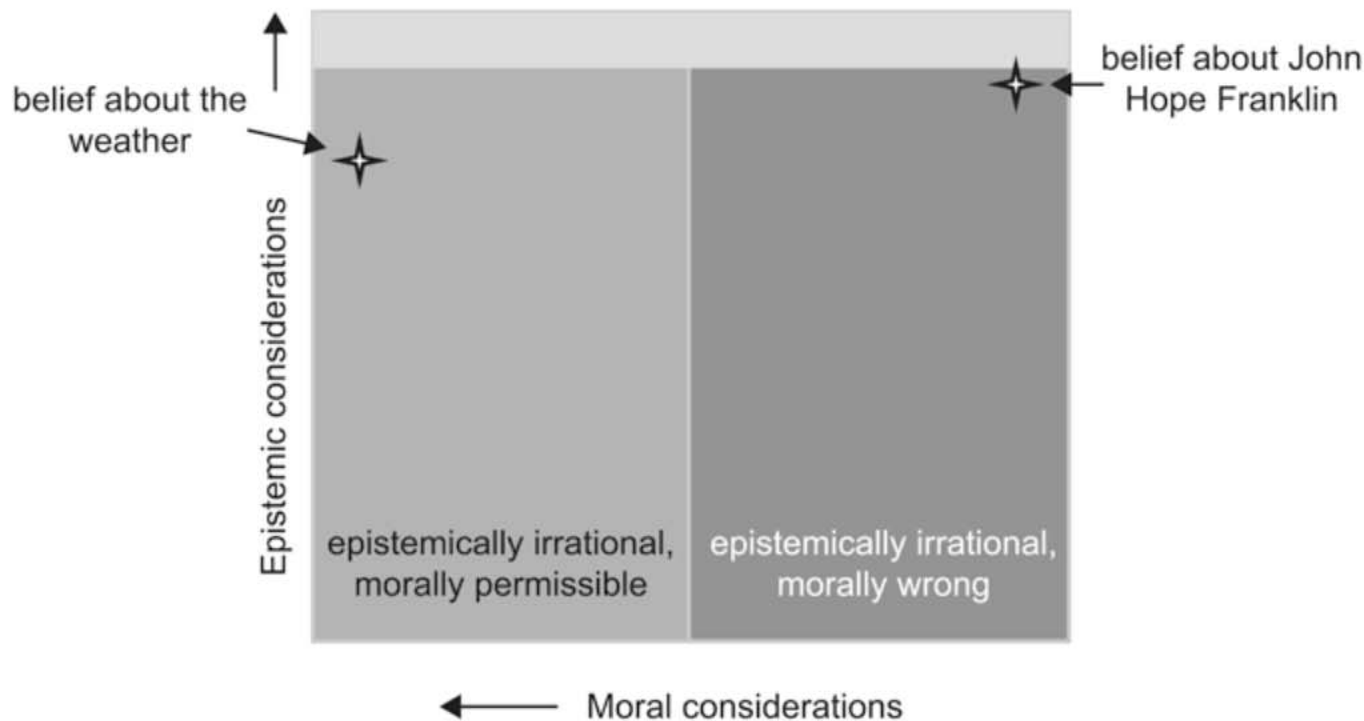 belief about the
weather
belief about John
Hope Franklin
Epistemic considerations
epistemically irrational,
morally permissible
epistemically irrational,
morally wrong
Moral considerations